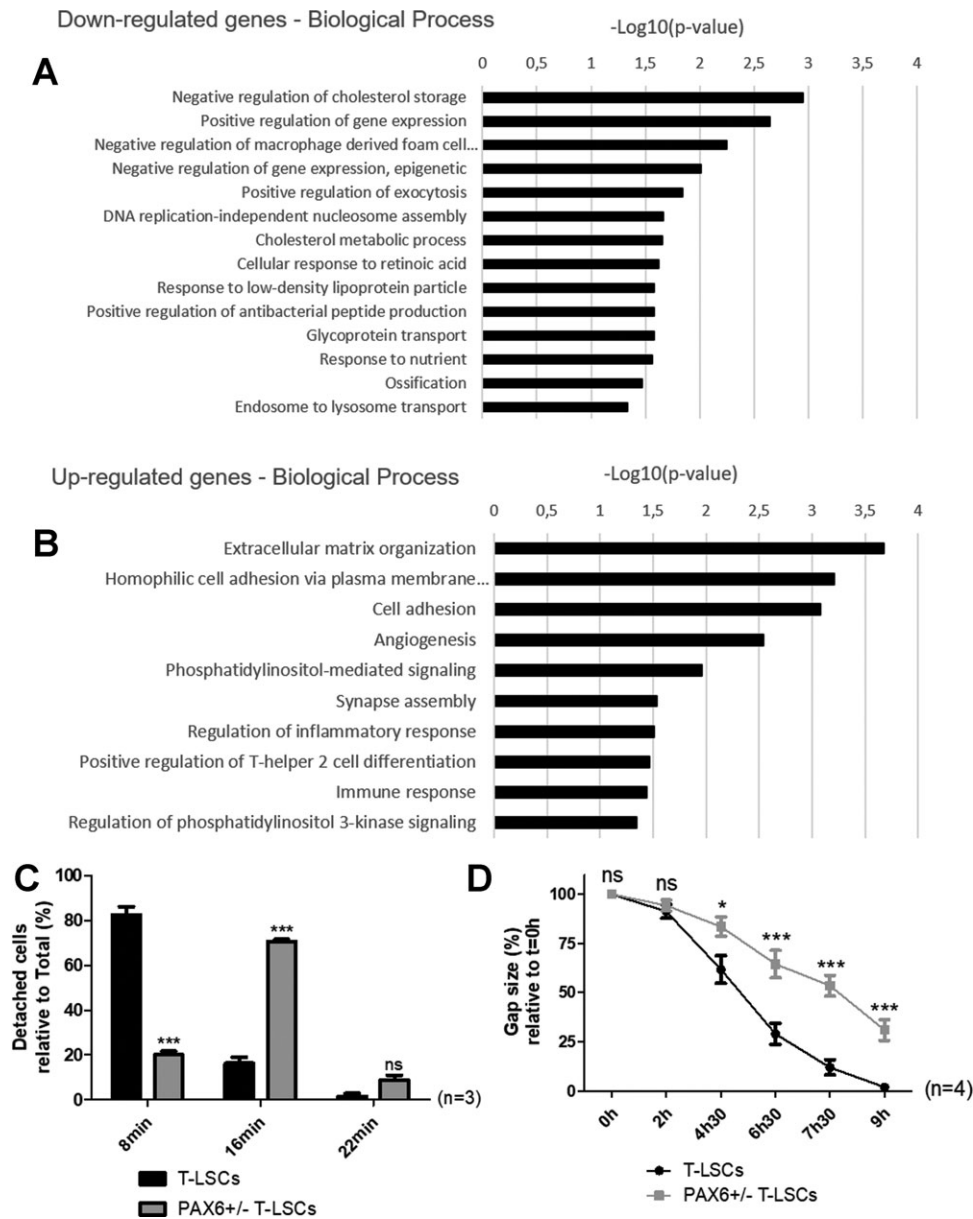 Down-regulated genes - Biological Process
-Log10(p-value)
A
0 0,5 1 1,5 2 2,5 3 3,5 4
Negative regulation of cholesterol storage
Positive regulation of gene expression
Negative regulation of macrophage derived foam cell...
Negative regulation of gene expression, epigenetic
Positive regulation of exocytosis
DNA replication-independent nucleosome assembly
Cholesterol metabolic process
Cellular response to retinoic acid
Response to low-density lipoprotein particle
Positive regulation of antibacterial peptide production
Glycoprotein transport
Response to nutrient
Ossification
Endosome to lysosome transport
Up-regulated genes - Biological Process
-Log10(p-value)
B
0 0,5 1 1,5 2 2,5 3 3,5 4
Extracellular matrix organization
Homophilic cell adhesion via plasma membrane...
Cell adhesion
Angiogenesis
Phosphatidylinositol-mediated signaling
Synapse assembly
Regulation of inflammatory response
Positive regulation of T-helper 2 cell differentiation
Immune response
Regulation of phosphatidylinositol 3-kinase signaling
C
Detached cells
relative to Total (%)
100
80
60
40
20
0
***
***
ns
8min 16min 22min
(n=3)
T-LSCs
PAX6+/- T-LSCs
D
Gap size (%)
relative to t=0h
100
75
50
25
0
ns ns * *** *** ***
0h 2h 4h30 6h30 7h30 9h
(n=4)
T-LSCs
PAX6+/- T-LSCs